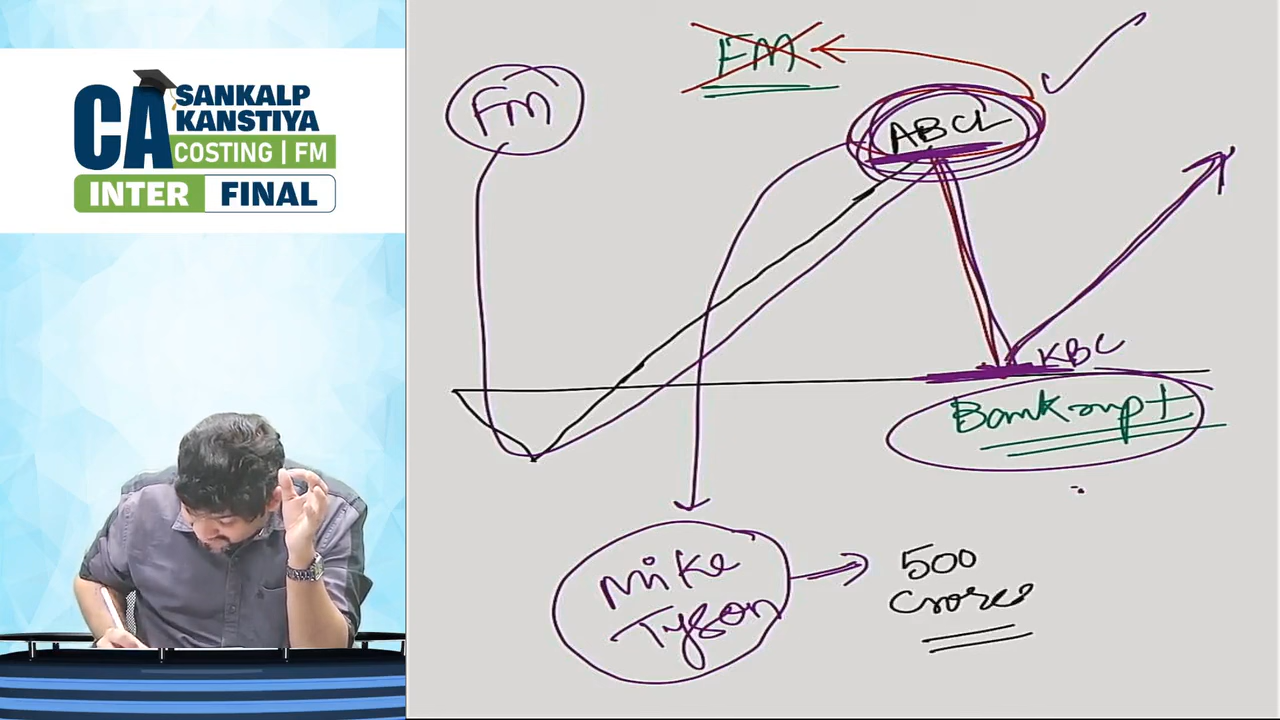 CA SANKALP
KANSTIYA
COSTING | FM
INTER FINAL
FM
FM
ABCL
KBC
Bankrupt
Mike
Tyson
500
Crores